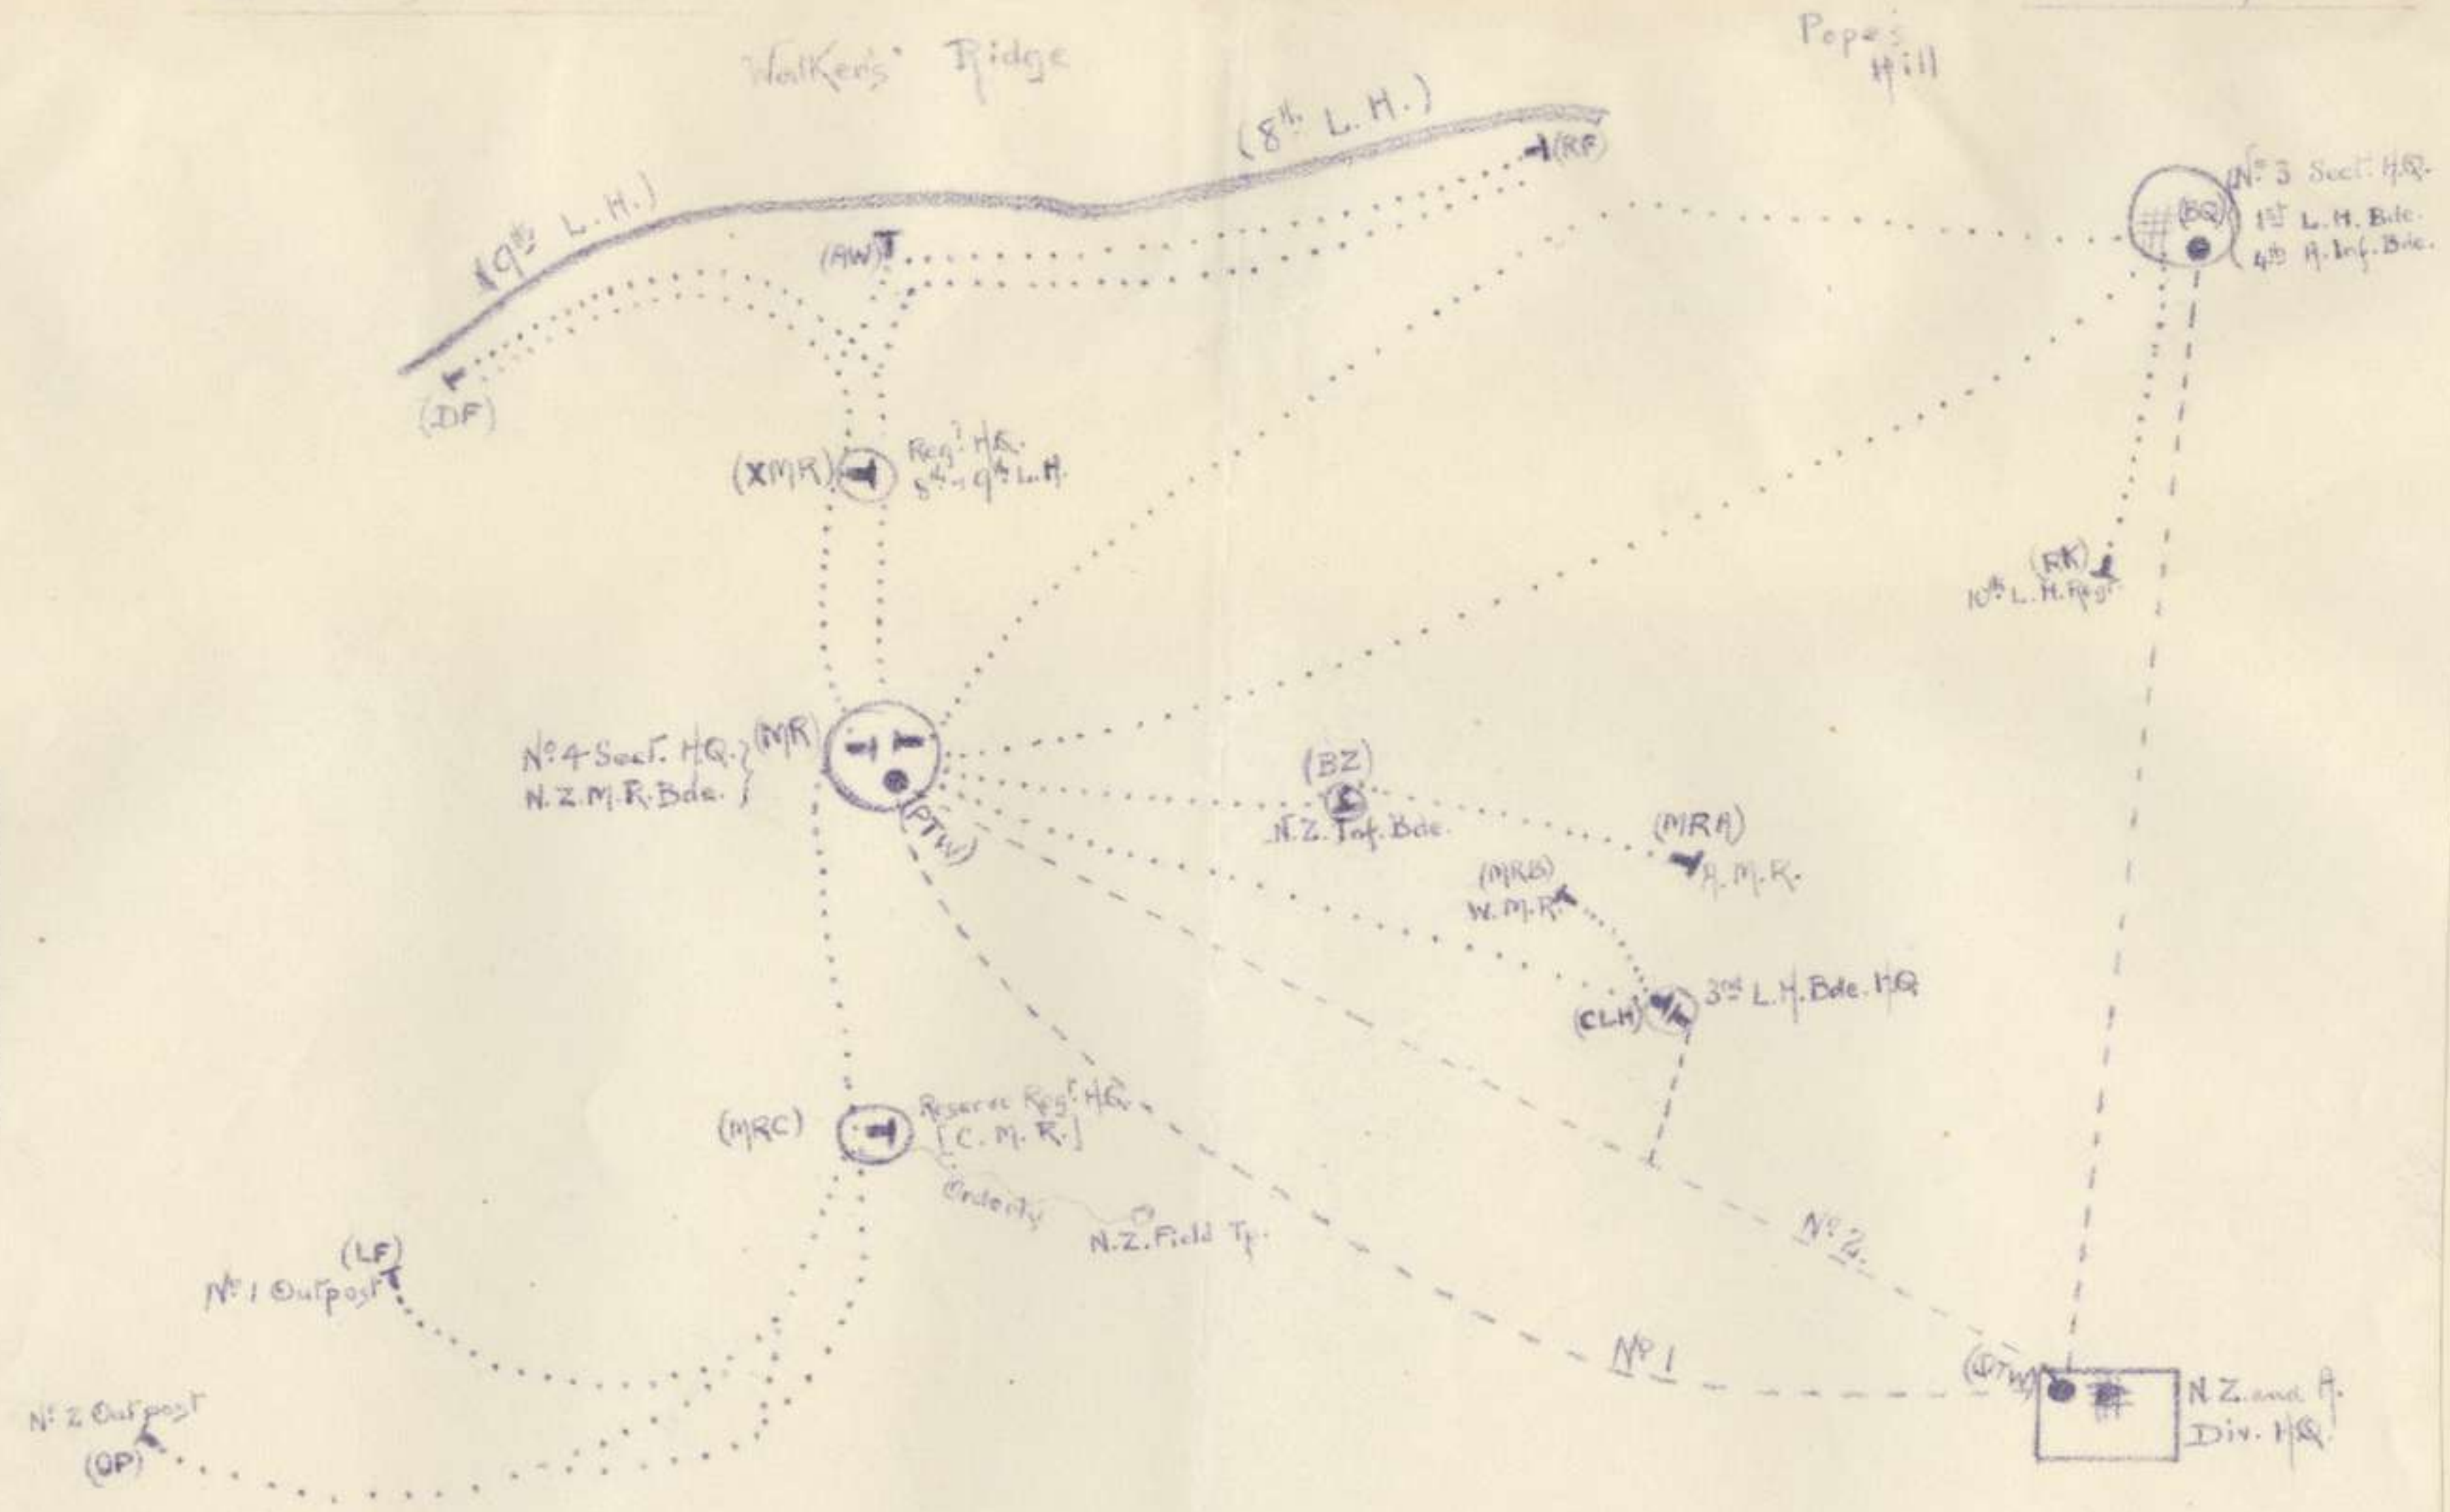 Walker's Ridge
Pope's
Hill
(8th L. H.)
(RF)
(9th L. H.)
(AW)
(DF)
(BQ)
No 3 Sect. H.Q.
1st L. H. Bde.
4th A. Inf. Bde.
(XMR)
Regt. H.Q.
8th - 9th L.H.
(RK)
10th L. H. Regt.
No 4 Sect. H.Q.
N. Z. M. R. Bde.
(MR)
(PTW)
(BZ)
N.Z. Inf. Bde.
(MRA)
A. M. R.
(MRB)
W. M. R.
(CLH)
3rd L. H. Bde. HQ
(MRC)
Reserve Regt. H.Q.
[C. M. R.]
Orderly
N.Z. Field Tp.
(LF)
No 1 Outpost
No 2 Outpost
(OP)
No 2.
No 1
N.Z. and A.
Div. HQ.